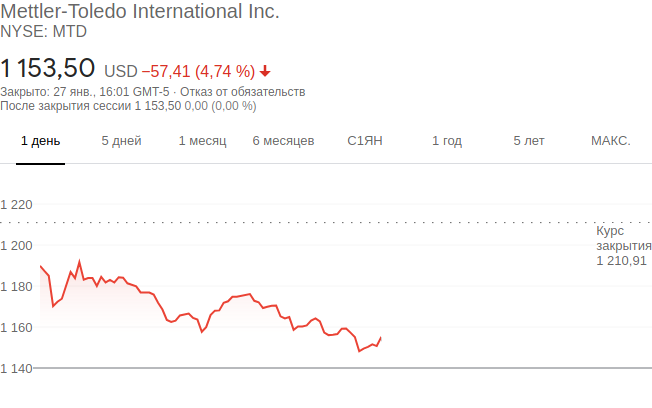 Mettler-Toledo International Inc.
NYSE: MTD
1 153,50 USD −57,41 (4,74 %)
Закрыто: 27 янв., 16:01 GMT-5 · Отказ от обязательств
После закрытия сессии 1 153,50 0,00 (0,00 %)
1 день 5 дней 1 месяц 6 месяцев С1ЯН 1 год 5 лет МАКС.
1 220
Курс
закрытия
1 210,91
1 200
1 180
1 160
1 140